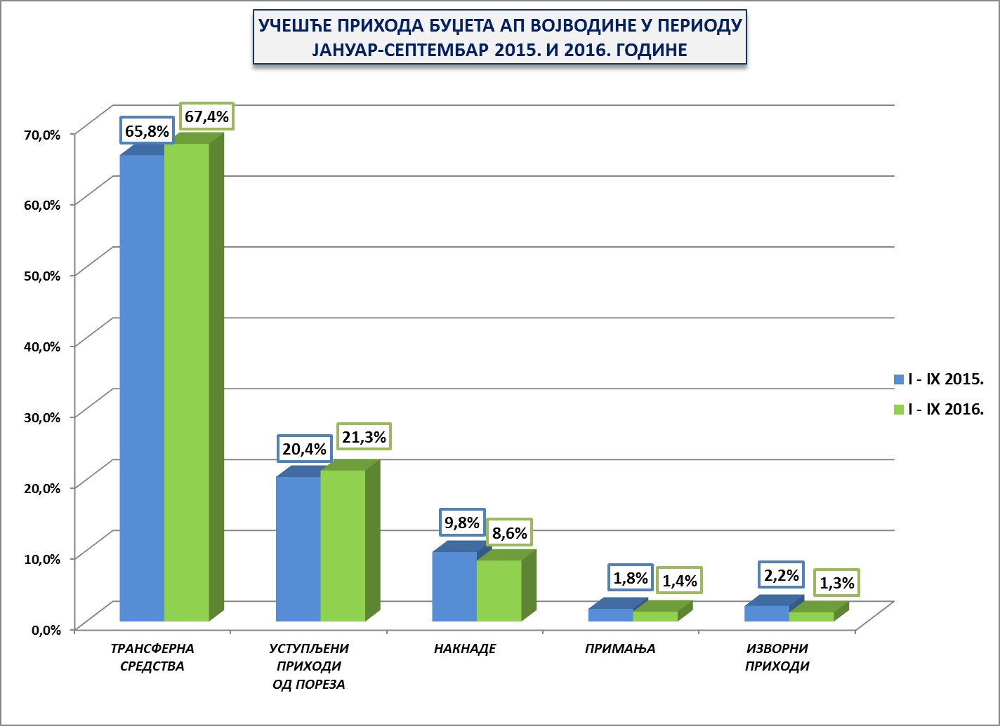 УЧЕШЋЕ ПРИХОДА БУЏЕТА АП ВОЈВОДИНЕ У ПЕРИОДУ
ЈАНУАР-СЕПТЕМБАР 2015. И 2016. ГОДИНЕ
70,0%
60,0%
50,0%
40,0%
30,0%
20,0%
10,0%
0,0%
65,8%
67,4%
20,4%
21,3%
9,8%
8,6%
1,8%
1,4%
2,2%
1,3%
ТРАНСФЕРНА
СРЕДСТВА
УСТУПЉЕНИ
ПРИХОДИ
ОД ПОРЕЗА
НАКНАДЕ
ПРИМАЊА
ИЗВОРНИ
ПРИХОДИ
I - IX 2015.
I - IX 2016.